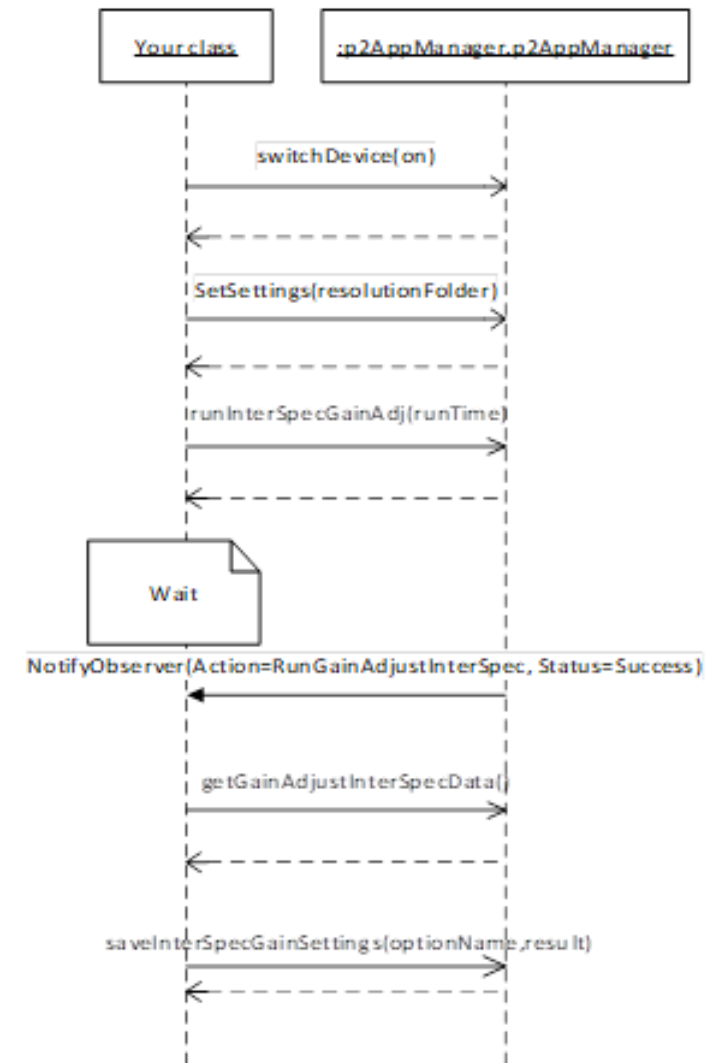 Your class
:p2AppManager.p2AppManager
switchDevice(on)
SetSettings(resolutionFolder)
runInterSpecGainAdj(runTime)
Wait
NotifyObserver(Action=RunGainAdjustInterSpec, Status=Success)
getGainAdjustInterSpecData()
saveInterSpecGainSettings(optionName,result)